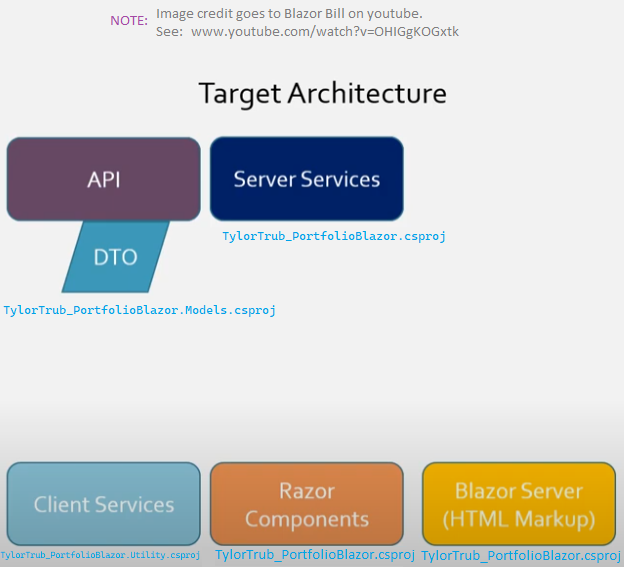 NOTE: Image credit goes to Blazor Bill on youtube.
See: www.youtube.com/watch?v=OHIGgKOGxtk
Target Architecture
API
Server Services
TylorTrub_PortfolioBlazor.csproj
DTO
TylorTrub_PortfolioBlazor.Models.csproj
Client Services
Razor
Components
Blazor Server
(HTML Markup)
TylorTrub_PortfolioBlazor.Utility.csproj
TylorTrub_PortfolioBlazor.csproj
TylorTrub_PortfolioBlazor.csproj